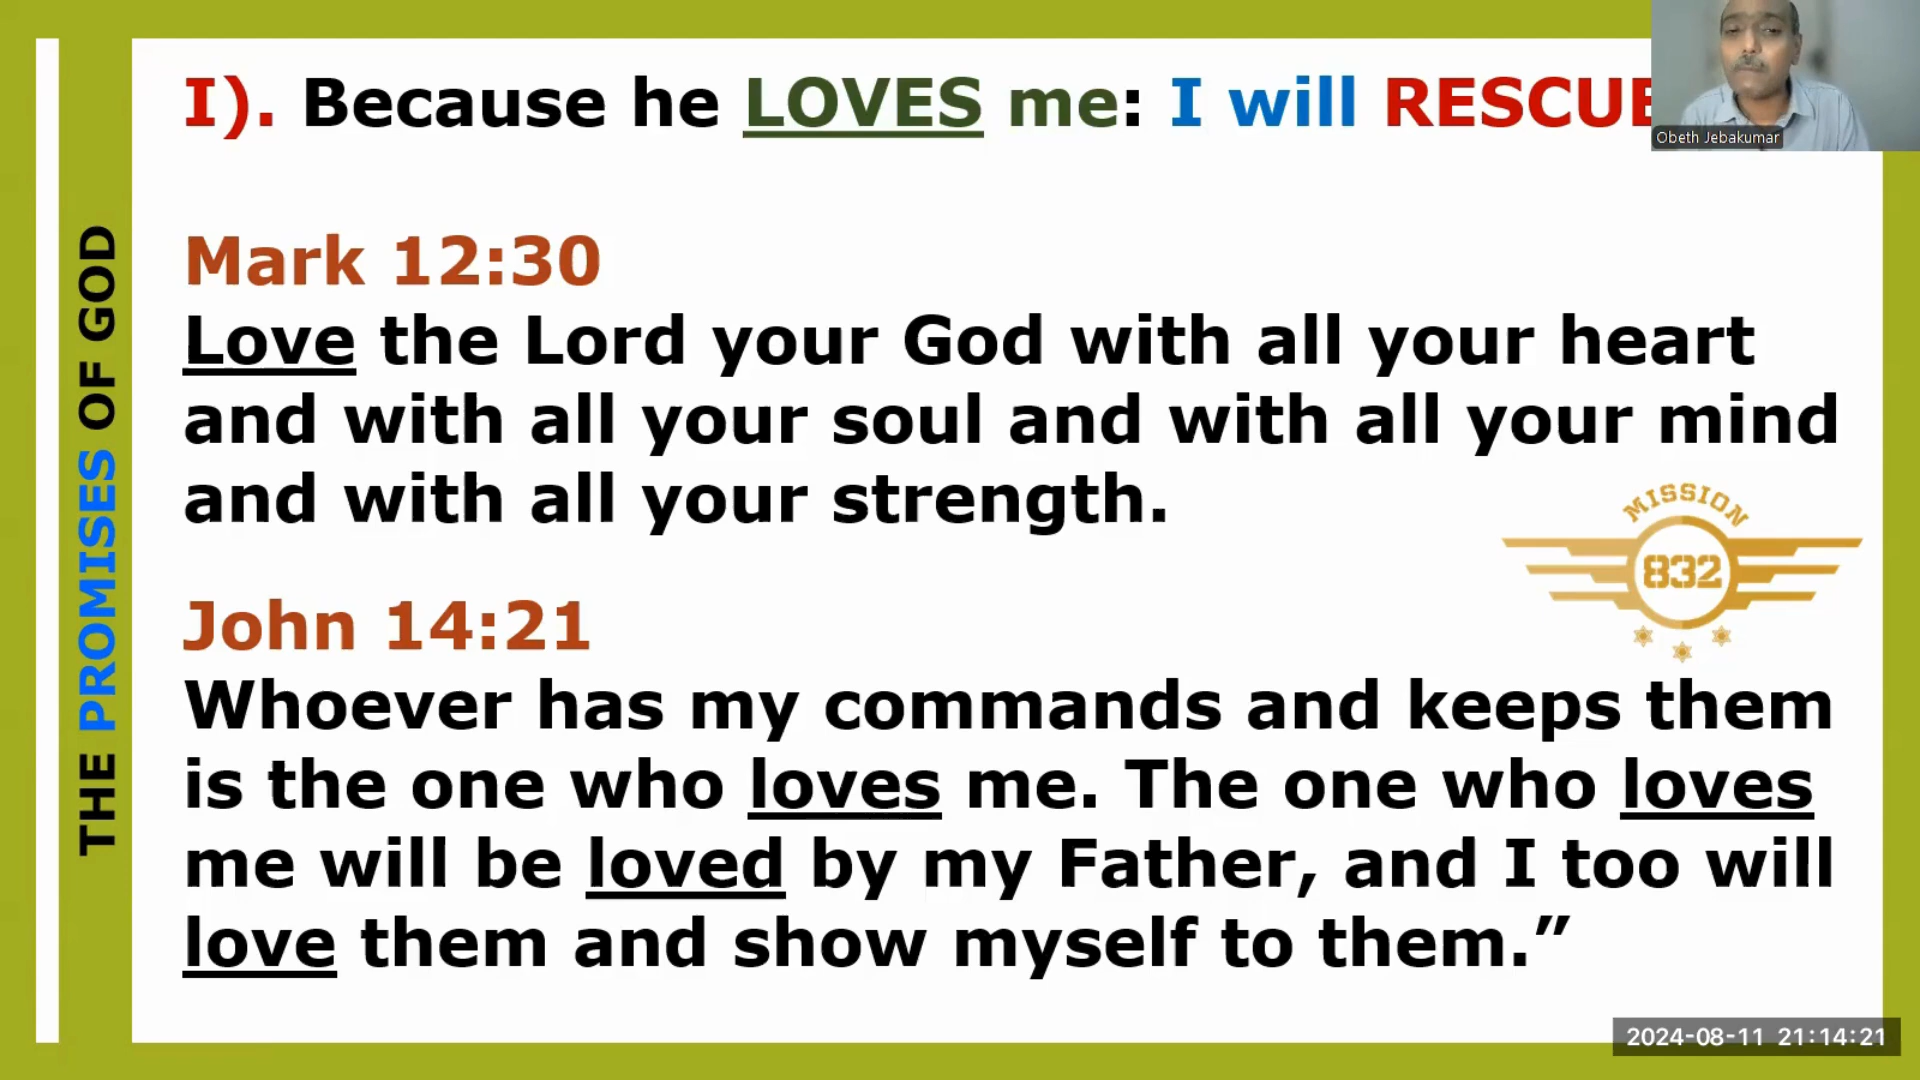 I). Because he LOVES me: I will RESCUE
Obeth Jebakumar
THE PROMISES OF GOD
Mark 12:30
Love the Lord your God with all your heart
and with all your soul and with all your mind
and with all your strength.
MISSION
832
John 14:21
Whoever has my commands and keeps them
is the one who loves me. The one who loves
me will be loved by my Father, and I too will
love them and show myself to them.”
2024-08-11 21:14:21